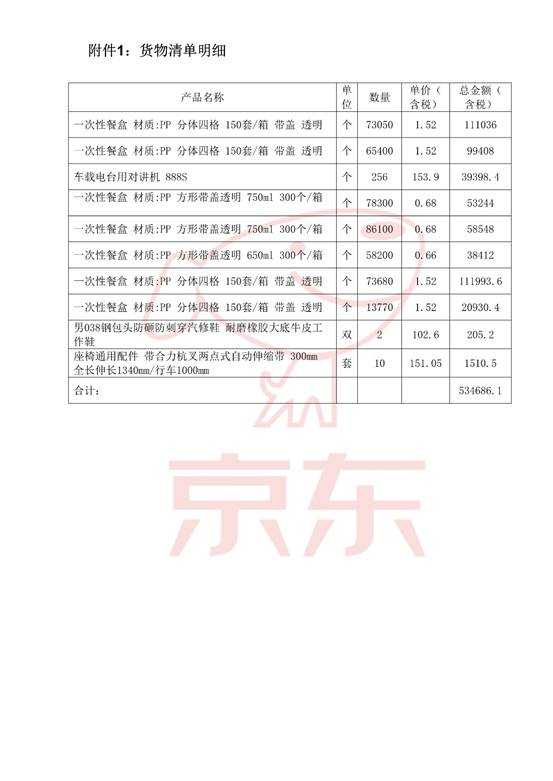 附件1：货物清单明细
产品名称 单位 数量 单价（含税） 总金额（含税）
一次性餐盒 材质:PP 分体四格 150套/箱 带盖 透明 个 73050 1.52 111036
一次性餐盒 材质:PP 分体四格 150套/箱 带盖 透明 个 65400 1.52 99408
车载电台用对讲机 888S 个 256 153.9 39398.4
一次性餐盒 材质:PP 方形带盖透明 750ml 300个/箱 个 78300 0.68 53244
一次性餐盒 材质:PP 方形带盖透明 750ml 300个/箱 个 86100 0.68 58548
一次性餐盒 材质:PP 方形带盖透明 650ml 300个/箱 个 58200 0.66 38412
一次性餐盒 材质:PP 分体四格 150套/箱 带盖 透明 个 73680 1.52 111993.6
一次性餐盒 材质:PP 分体四格 150套/箱 带盖 透明 个 13770 1.52 20930.4
男038钢包头防砸防刺穿汽修鞋 耐磨橡胶大底牛皮工
作鞋 双 2 102.6 205.2
座椅通用配件 带合力杭叉两点式自动伸缩带 300mm
全长伸长1340mm/行车1000mm 套 10 151.05 1510.5
合计: 534686.1
京东